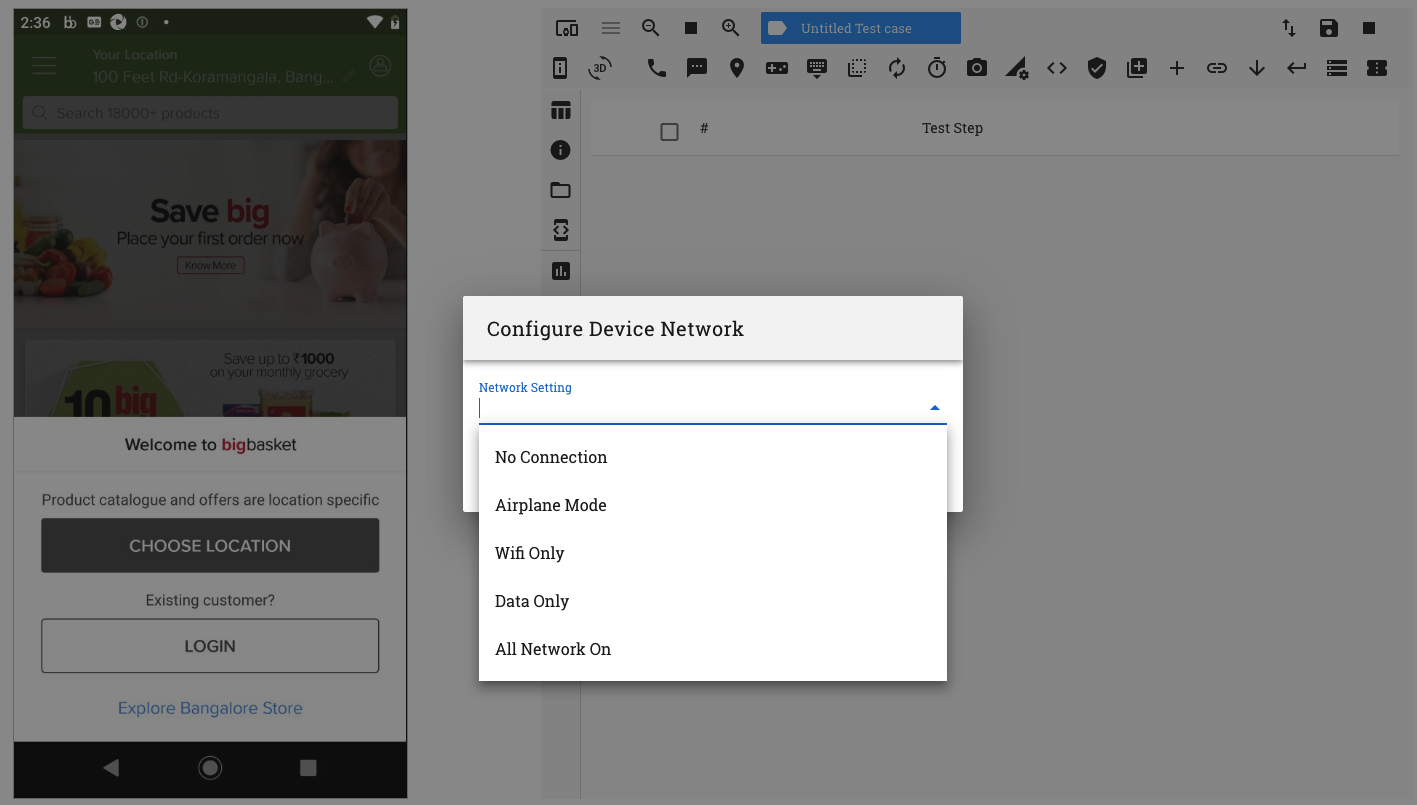 2:36
Your Location
100 Feet Rd-Koramangala, Bang...
Search 18000+ products
Save big
Place your first order now
Know More
Save up to ₹1000
on your monthly grocery
10 big
Welcome to bigbasket
Product catalogue and offers are location specific
CHOOSE LOCATION
Existing customer?
LOGIN
Explore Bangalore Store
Untitled Test case
3D
# Test Step
Configure Device Network
Network Setting
No Connection
Airplane Mode
Wifi Only
Data Only
All Network On